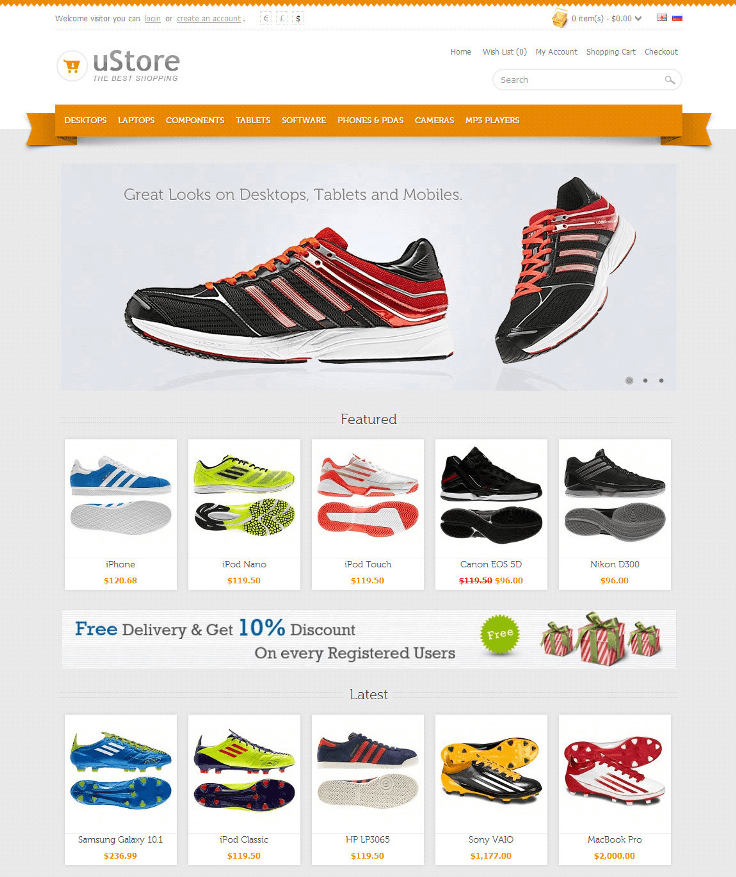 Welcome visitor you can login or create an account .
€ £ $
0 item(s) - $0.00
uStore
THE BEST SHOPPING
Home Wish List (0) My Account Shopping Cart Checkout
Search
DESKTOPS LAPTOPS COMPONENTS TABLETS SOFTWARE PHONES & PDAS CAMERAS MP3 PLAYERS
Great Looks on Desktops, Tablets and Mobiles.
Featured
iPhone iPod Nano iPod Touch Canon EOS 5D Nikon D300
$120.68 $119.50 $119.50 $119.50 $96.00 $96.00
Free Delivery & Get 10% Discount
On every Registered Users
Free
Latest
Samsung Galaxy 10.1 iPod Classic HP LP3065 Sony VAIO MacBook Pro
$236.99 $119.50 $119.50 $1,177.00 $2,000.00